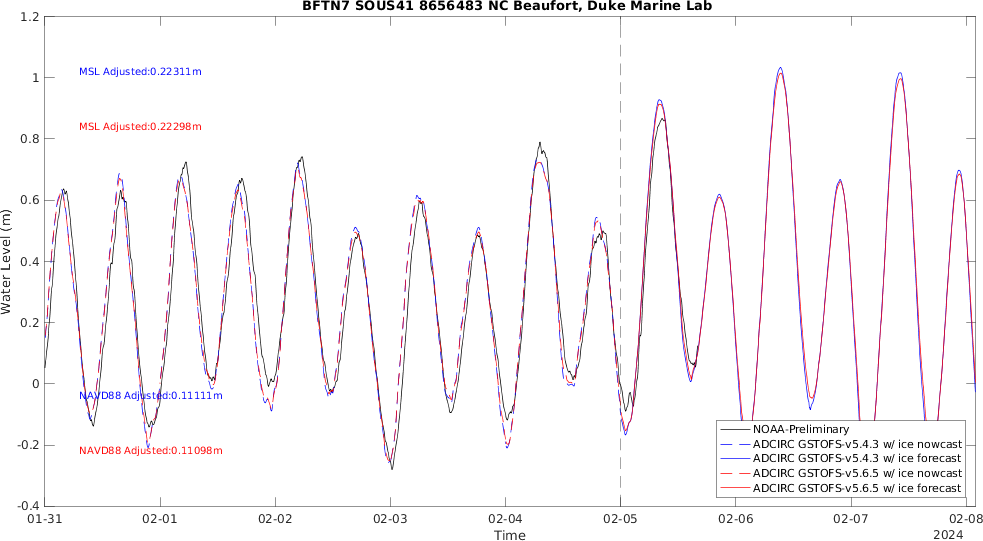 BFTN7 SOUS41 8656483 NC Beaufort, Duke Marine Lab
1.2
1
0.8
0.6
0.4
0.2
0
-0.2
-0.4
Water Level (m)
MSL Adjusted:0.22311m
MSL Adjusted:0.22298m
NAVD88 Adjusted:0.11111m
NAVD88 Adjusted:0.11098m
NOAA-Preliminary
ADCIRC GSTOFS-v5.4.3 w/ ice nowcast
ADCIRC GSTOFS-v5.4.3 w/ ice forecast
ADCIRC GSTOFS-v5.6.5 w/ ice nowcast
ADCIRC GSTOFS-v5.6.5 w/ ice forecast
01-31 02-01 02-02 02-03 02-04 02-05 02-06 02-07 02-08
Time
2024